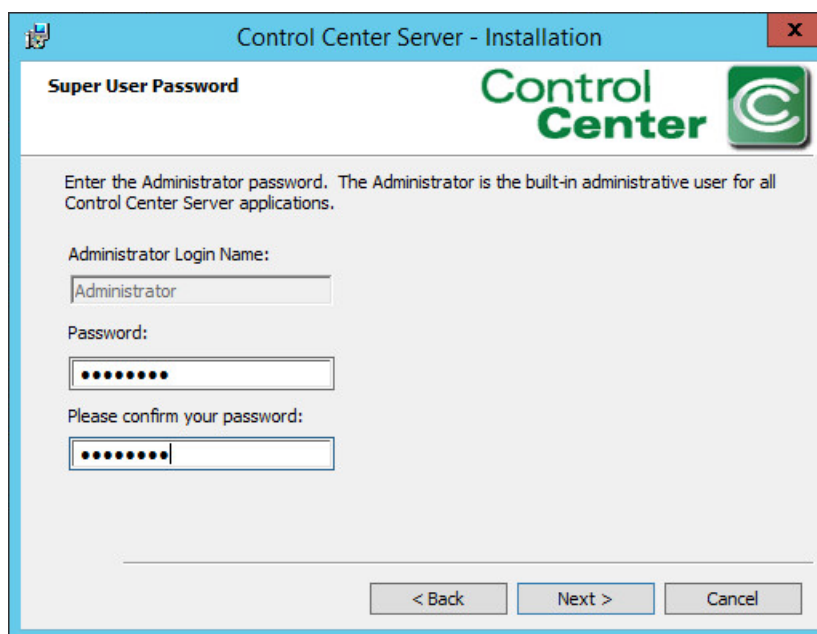 Control Center Server - Installation
x
Super User Password
Control
Center
Enter the Administrator password.  The Administrator is the built-in administrative user for all
Control Center Server applications.
Administrator Login Name:
Administrator
Password:
••••••••
Please confirm your password:
••••••••
< Back
Next >
Cancel